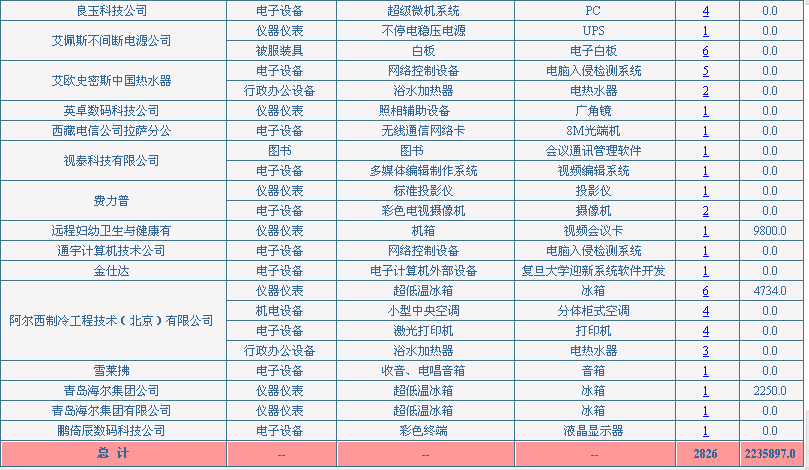 良玉科技公司 电子设备 超级微机系统 PC 4 0.0
艾佩斯不间断电源公司 仪器仪表 不停电稳压电源 UPS 1 0.0
被服装具 白板 电子白板 6 0.0
艾欧史密斯中国热水器 电子设备 网络控制设备 电脑入侵检测系统 5 0.0
行政办公设备 浴水加热器 电热水器 2 0.0
英卓数码科技公司 仪器仪表 照相辅助设备 广角镜 1 0.0
西藏电信公司拉萨分公 电子设备 无线通信网络卡 8M光端机 1 0.0
视泰科技有限公司 图书 图书 会议通讯管理软件 1 0.0
电子设备 多媒体编辑制作系统 视频编辑系统 1 0.0
费力普 仪器仪表 标准投影仪 投影仪 1 0.0
电子设备 彩色电视摄像机 摄像机 2 0.0
远程妇幼卫生与健康有 仪器仪表 机箱 视频会议卡 1 9800.0
通宇计算机技术公司 电子设备 网络控制设备 电脑入侵检测系统 1 0.0
金仕达 电子设备 电子计算机外部设备 复旦大学迎新系统软件开发 1 0.0
阿尔西制冷工程技术（北京）有限公司 仪器仪表 超低温冰箱 冰箱 6 4734.0
机电设备 小型中央空调 分体柜式空调 4 0.0
电子设备 激光打印机 打印机 4 0.0
行政办公设备 浴水加热器 电热水器 3 0.0
雪莱拂 电子设备 收音、电唱音箱 音箱 1 0.0
青岛海尔集团公司 仪器仪表 超低温冰箱 冰箱 1 2250.0
青岛海尔集团有限公司 仪器仪表 超低温冰箱 冰箱 1 0.0
鹏倚辰数码科技公司 电子设备 彩色终端 液晶显示器 1 0.0
总 计 -- -- -- 2826 2235897.0